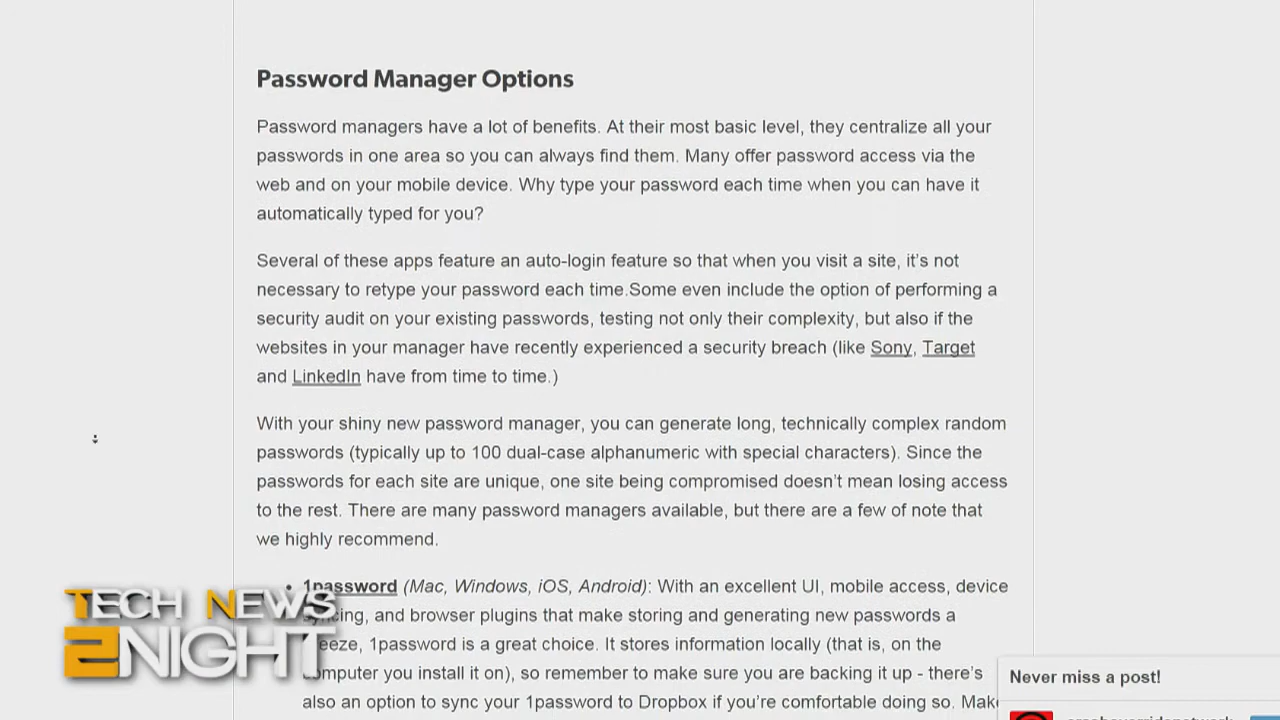 Password Manager Options
Password managers have a lot of benefits. At their most basic level, they centralize all your
passwords in one area so you can always find them. Many offer password access via the
web and on your mobile device. Why type your password each time when you can have it
automatically typed for you?
Several of these apps feature an auto-login feature so that when you visit a site, it's not
necessary to retype your password each time.Some even include the option of performing a
security audit on your existing passwords, testing not only their complexity, but also if the
websites in your manager have recently experienced a security breach (like Sony, Target
and LinkedIn have from time to time.)
With your shiny new password manager, you can generate long, technically complex random
passwords (typically up to 100 dual-case alphanumeric with special characters). Since the
passwords for each site are unique, one site being compromised doesn't mean losing access
to the rest. There are many password managers available, but there are a few of note that
we highly recommend.
• 1password (Mac, Windows, iOS, Android): With an excellent UI, mobile access, device
and browser plugins that make storing and generating new passwords a
1password is a great choice. It stores information locally (that is, on the
computer you install it on), so remember to make sure you are backing it up - there's
also an option to sync your 1password to Dropbox if you're comfortable doing so. Make
TECH NEWS
2NIGHT
Never miss a post!